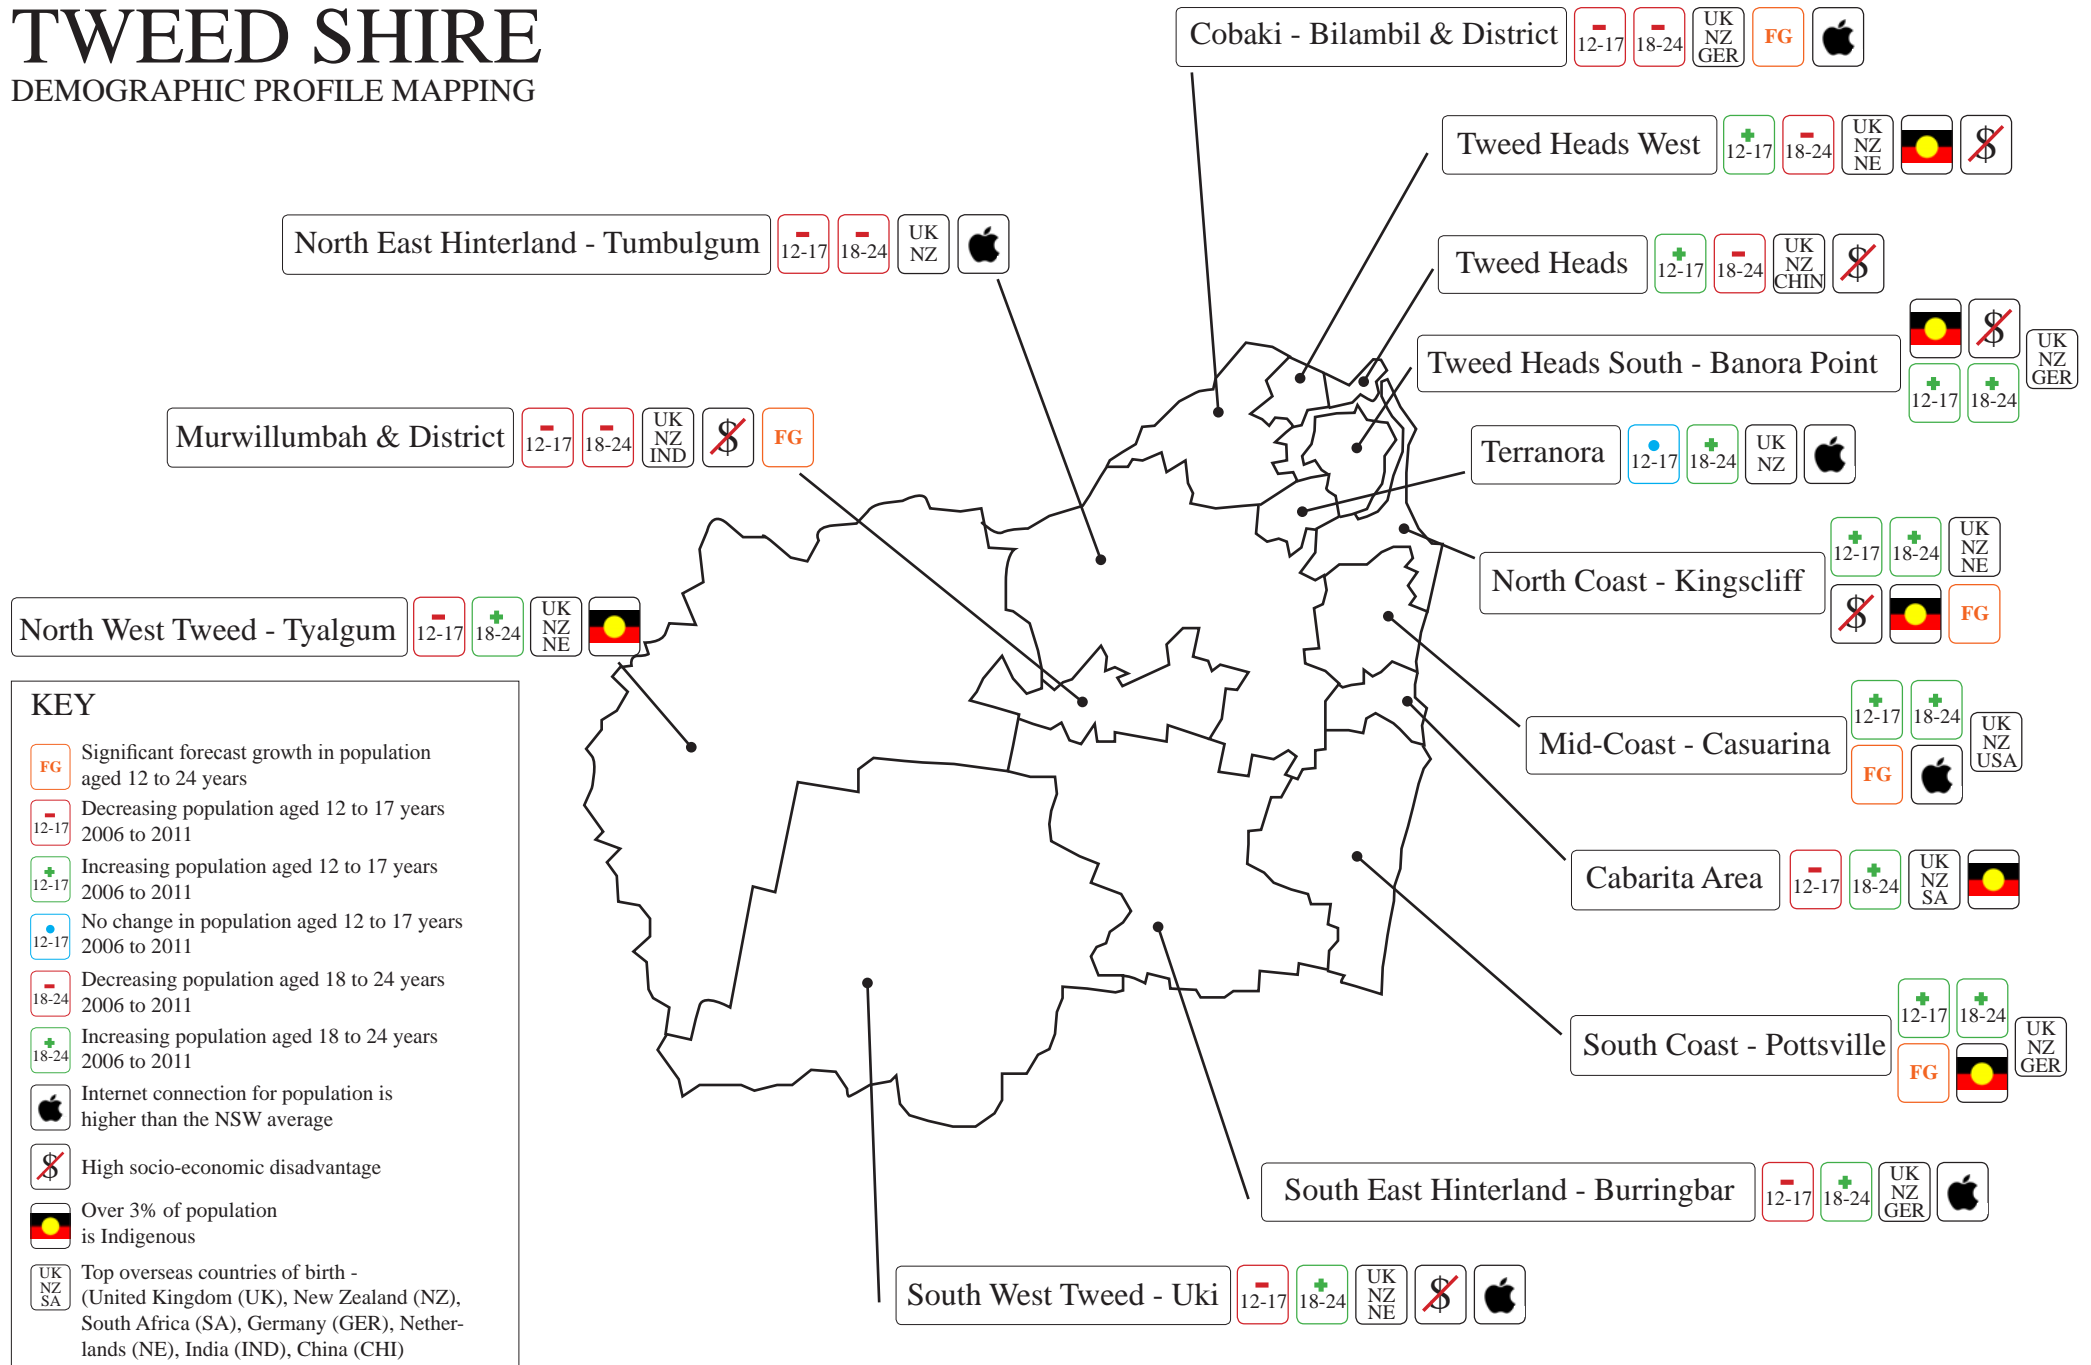 TWEED SHIRE
DEMOGRAPHIC PROFILE MAPPING
Cobaki - Bilambil & District
12-17
18-24
UK
NZ
GER
FG
Tweed Heads West
12-17
18-24
UK
NZ
NE
$
North East Hinterland - Tumbulgum
12-17
18-24
UK
NZ
Tweed Heads
12-17
18-24
UK
NZ
CHIN
$
Tweed Heads South - Banora Point
$
12-17
18-24
UK
NZ
GER
Murwillumbah & District
12-17
18-24
UK
NZ
IND
$
FG
Terranora
12-17
18-24
UK
NZ
North Coast - Kingscliff
12-17
18-24
UK
NZ
NE
$
FG
North West Tweed - Tyalgum
12-17
18-24
UK
NZ
NE
Mid-Coast - Casuarina
12-17
18-24
FG
UK
NZ
USA
Cabarita Area
12-17
18-24
UK
NZ
SA
South Coast - Pottsville
12-17
18-24
FG
UK
NZ
GER
South East Hinterland - Burringbar
12-17
18-24
UK
NZ
GER
South West Tweed - Uki
12-17
18-24
UK
NZ
NE
$
KEY
FG
Significant forecast growth in population
aged 12 to 24 years
12-17
Decreasing population aged 12 to 17 years
2006 to 2011
12-17
Increasing population aged 12 to 17 years
2006 to 2011
12-17
No change in population aged 12 to 17 years
2006 to 2011
18-24
Decreasing population aged 18 to 24 years
2006 to 2011
18-24
Increasing population aged 18 to 24 years
2006 to 2011
Internet connection for population is
higher than the NSW average
$
High socio-economic disadvantage
Over 3% of population
is Indigenous
UK
NZ
SA
Top overseas countries of birth -
(United Kingdom (UK), New Zealand (NZ),
South Africa (SA), Germany (GER), Nether-
lands (NE), India (IND), China (CHI)